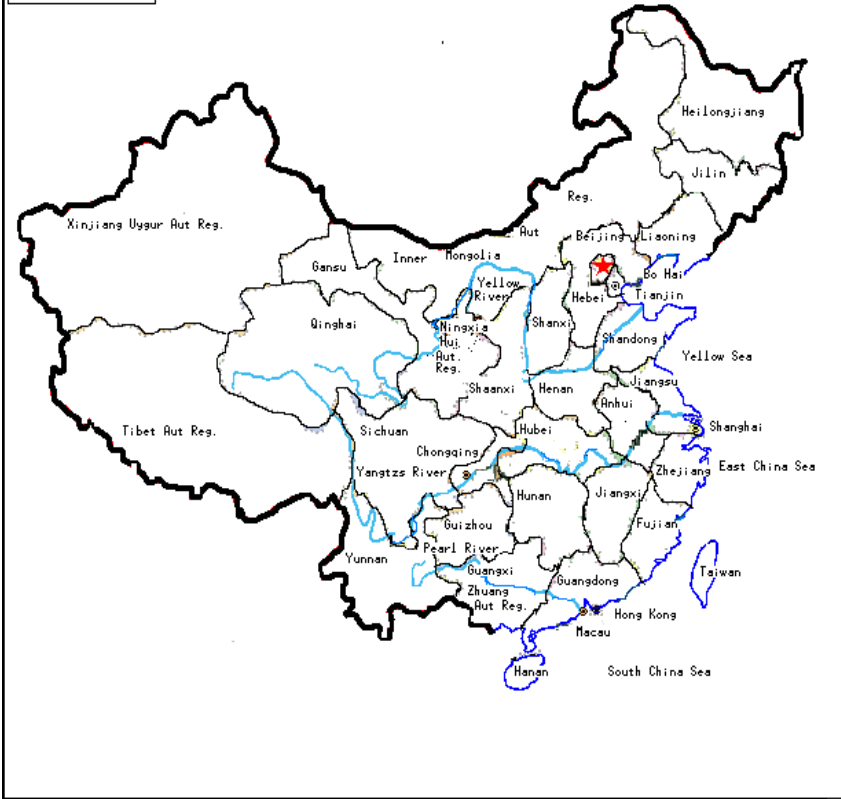 Heilongjiang
Jilin
Reg.
Xinjiang Uygur Aut Reg.
Aut
Beijing
Liaoning
Inner
Mongolia
Gansu
Bo Hai
Yellow
River
Hebei
Tianjin
Qinghai
Ningxia
Hui
Aut.
Reg.
Shanxi
Shandong
Yellow Sea
Shaanxi
Henan
Jiangsu
Anhui
Tibet Aut Reg.
Sichuan
Hubei
Shanghai
Chongqing
Yangtzs River
Zhejiang
East China Sea
Hunan
Jiangxi
Guizhou
Fujian
Pearl River
Yunnan
Guangxi
Zhuang
Aut Reg.
Guangdong
Taiwan
Hong Kong
Macau
Hanan
South China Sea